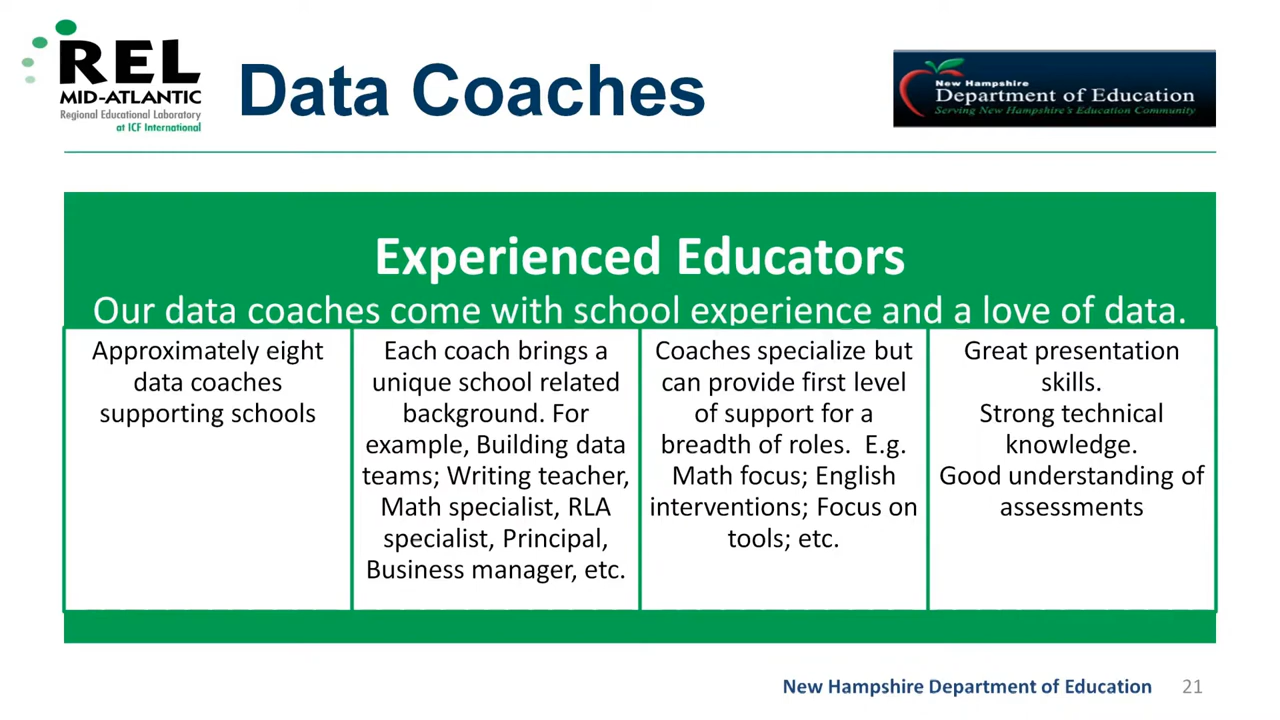 REL
MID-ATLANTIC
Regional Educational Laboratory
at ICF International
Data Coaches
New Hampshire
Department of Education
Serving New Hampshire's Education Community
Experienced Educators
Our data coaches come with school experience and a love of data.
Approximately eight
data coaches
supporting schools
Each coach brings a
unique school related
background. For
example, Building data
teams; Writing teacher,
Math specialist, RLA
specialist, Principal,
Business manager, etc.
Coaches specialize but
can provide first level
of support for a
breadth of roles.  E.g.
Math focus; English
interventions; Focus on
tools; etc.
Great presentation
skills.
Strong technical
knowledge.
Good understanding of
assessments
New Hampshire Department of Education
21